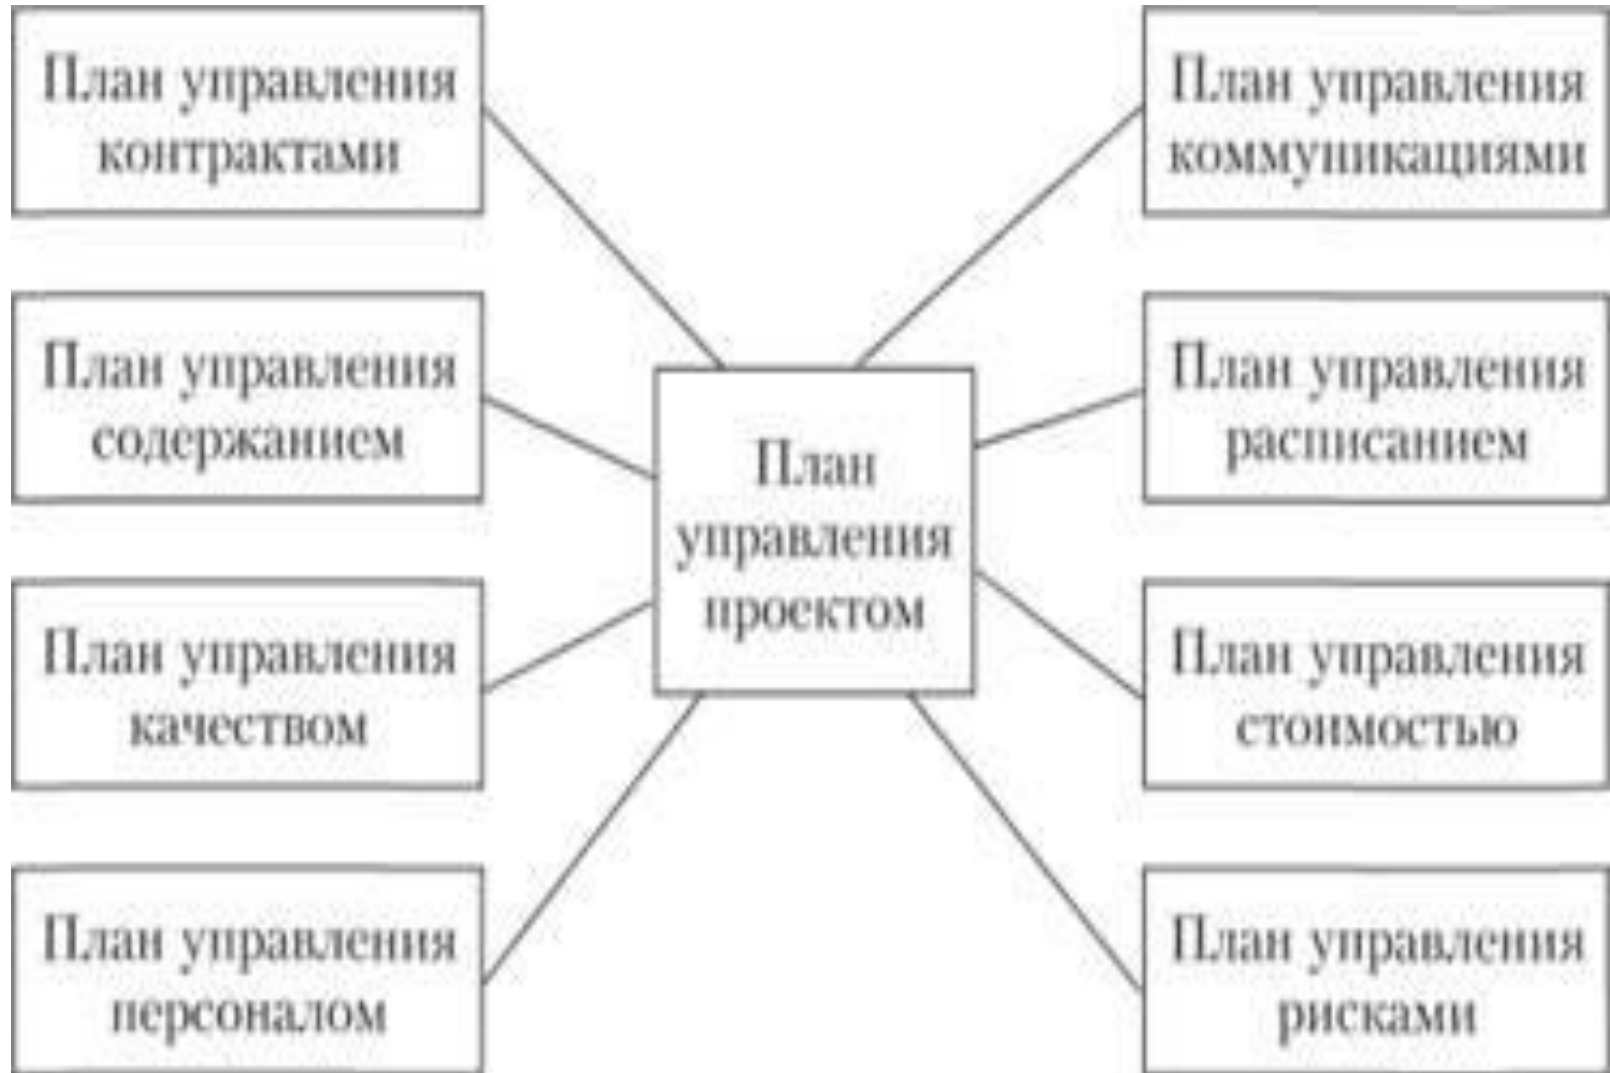 План управления
контрактами
План управления
содержанием
План управления
качеством
План управления
персоналом
План
управления
проектом
План управления
коммуникациями
План управления
расписанием
План управления
стоимостью
План управления
рисками